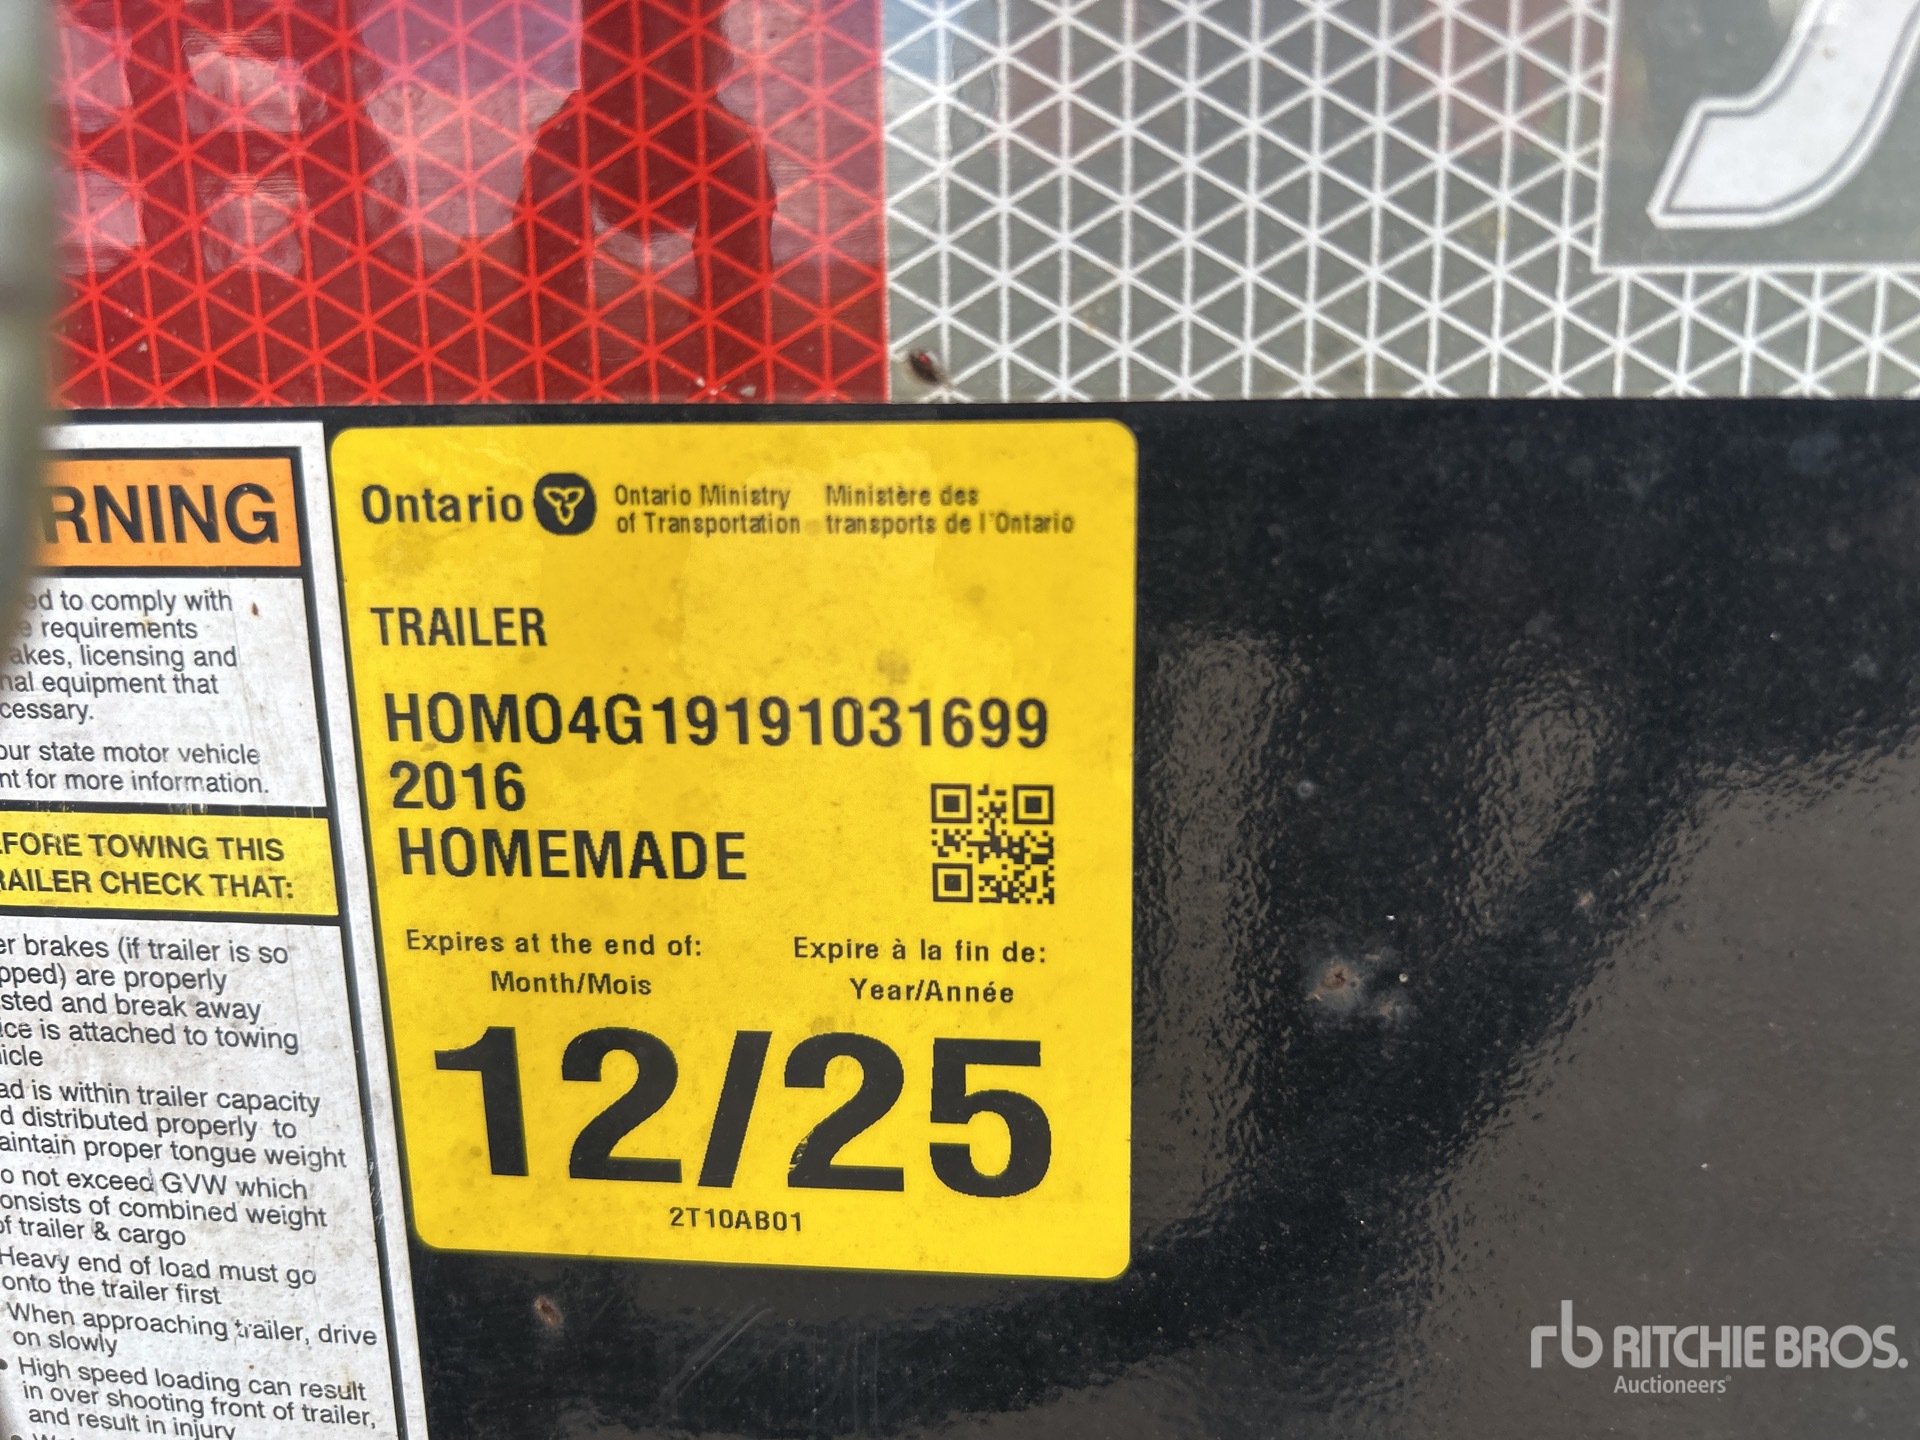 RNING
ed to comply with
requirements
akes, licensing and
nal equipment that
cessary.
our state motor vehicle
nt for more information.
EFORE TOWING THIS
RAILER CHECK THAT:
er brakes (if trailer is so
pped) are properly
sted and break away
ice is attached to towing
icle
ad is within trailer capacity
d distributed properly to
aintain proper tongue weight
o not exceed GVW which
onsists of combined weight
of trailer & cargo
Heavy end of load must go
onto the trailer first
When approaching trailer, drive
on slowly
• High speed loading can result
in over shooting front of trailer,
and result in injury
Ontario
Ontario Ministry
of Transportation
Ministère des
transports de l'Ontario
TRAILER
HOMO4G19191031699
2016
HOMEMADE
Expires at the end of:
Month/Mois
Expire à la fin de:
Year/Année
12/25
2T10AB01
rb RITCHIE BROS.
Auctioneers